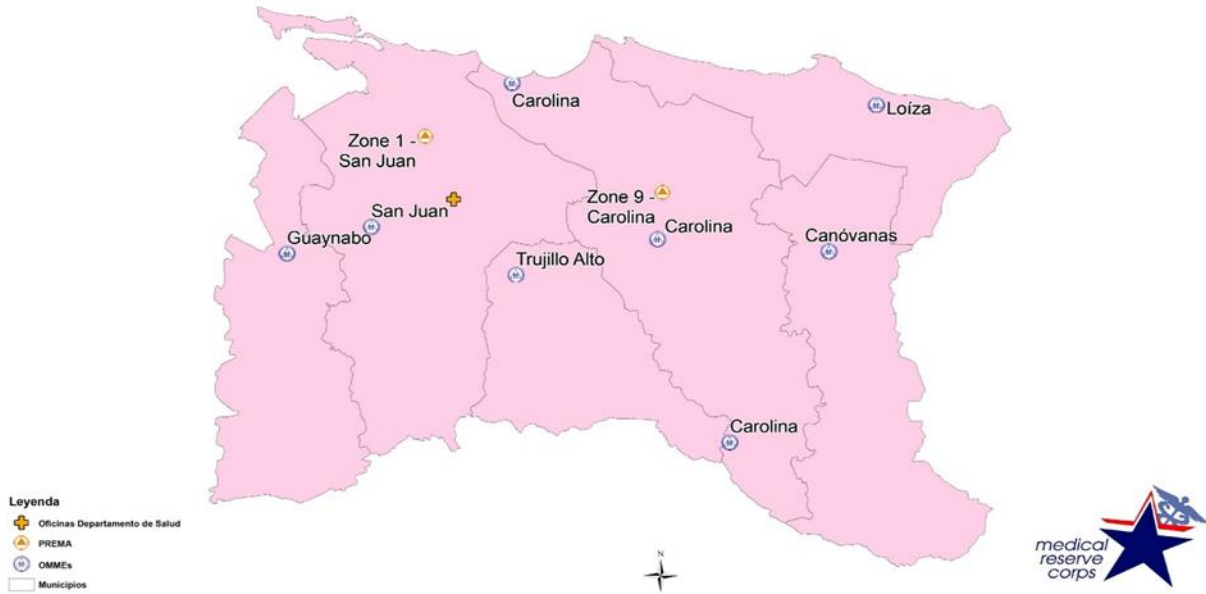 Carolina
Loíza
Zone 1 -
San Juan
Zone 9 -
Carolina
San Juan
Carolina
Guaynabo
Canóvanas
Trujillo Alto
Carolina
Leyenda
Oficinas Departamento de Salud
PREMA
OMMEs
Municipios
N
medical
reserve
corps